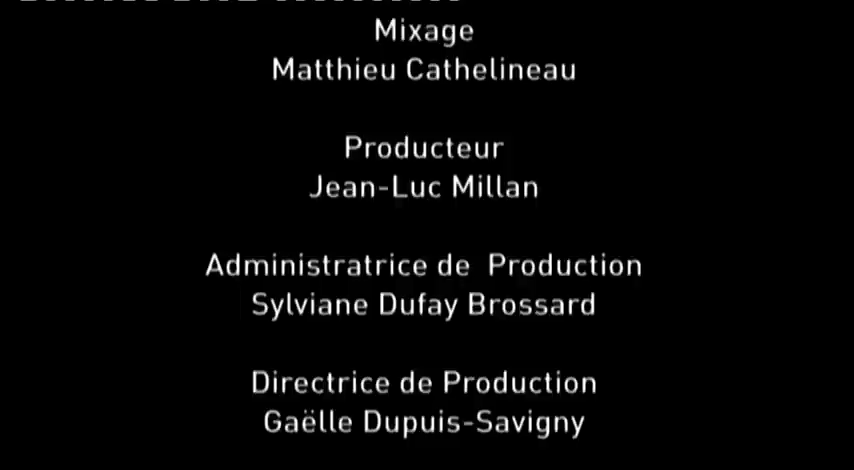 Mixage
Matthieu Cathelineau
Producteur
Jean-Luc Millan
Administratrice de Production
Sylviane Dufay Brossard
Directrice de Production
Gaëlle Dupuis-Savigny